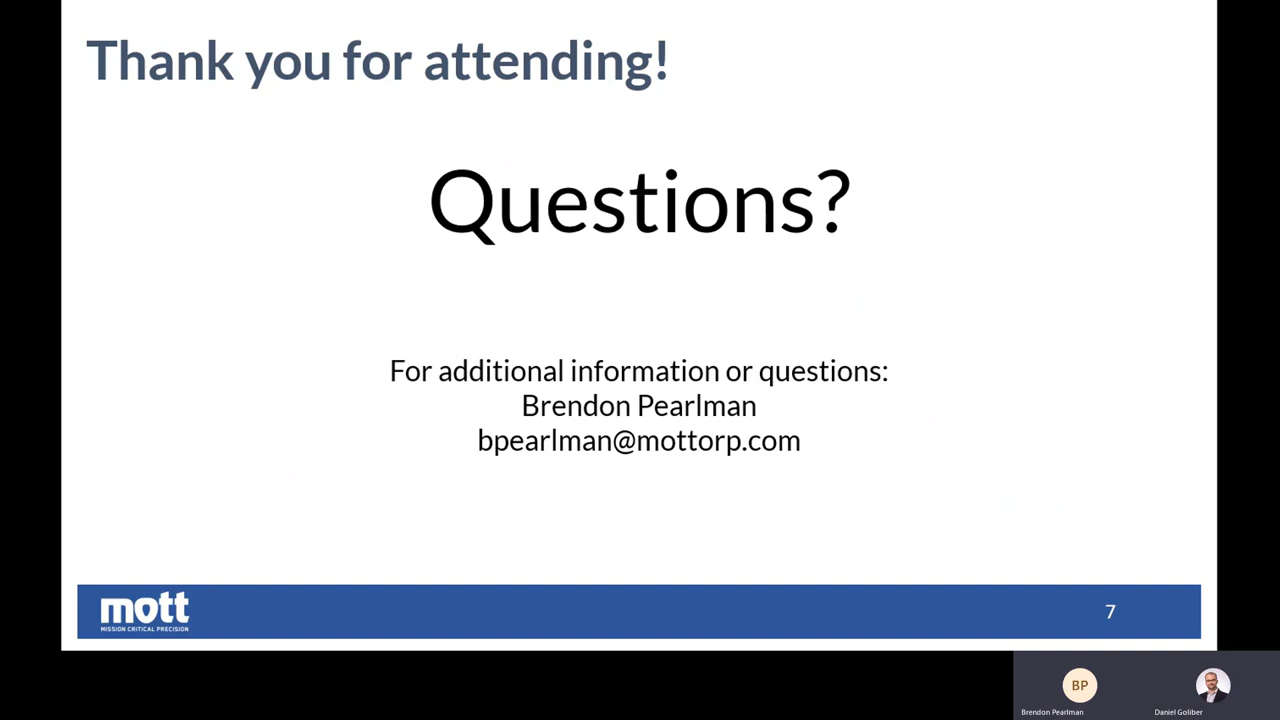 Thank you for attending!
Questions?
For additional information or questions:
Brendon Pearlman
bpearlman@mottorp.com
mott
MISSION CRITICAL PRECISION
7
BP
Brendon Pearlman
Daniel Goliber